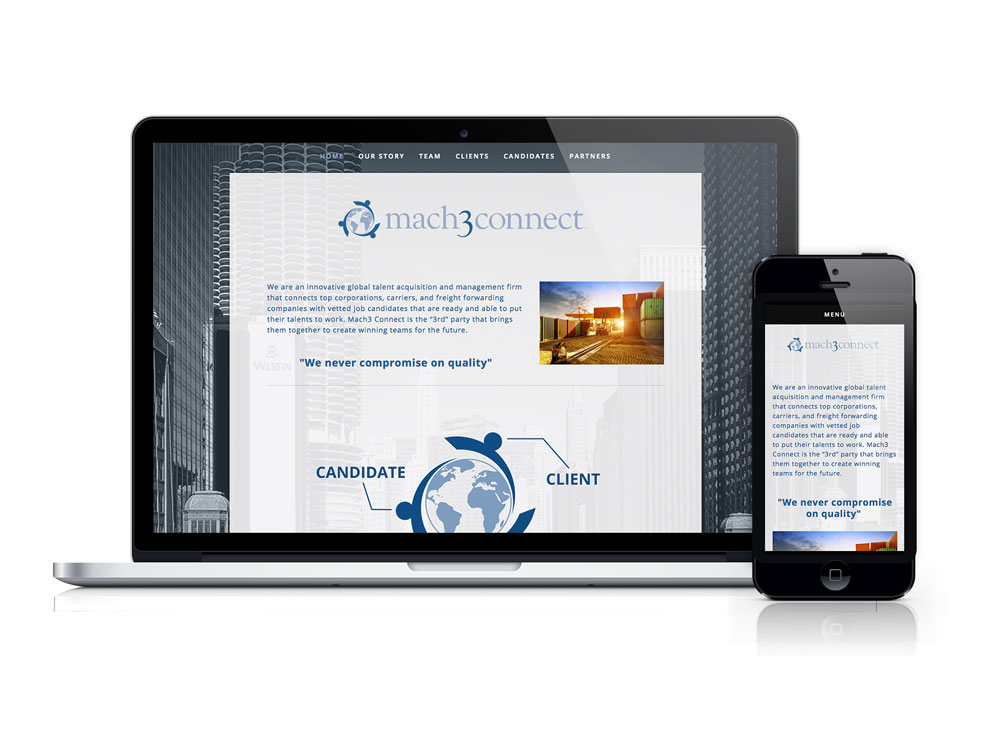 HOME OUR STORY TEAM CLIENTS CANDIDATES PARTNERS
mach3connect
We are an innovative global talent acquisition and management firm
that connects top corporations, carriers, and freight forwarding
companies with vetted job candidates that are ready and able to put
their talents to work. Mach3 Connect is the "3rd" party that brings
them together to create winning teams for the future.
"We never compromise on quality"
WESTIN
CANDIDATE
CLIENT
MENU
mach3connect
We are an innovative global talent
acquisition and management firm
that connects top corporations,
carriers, and freight forwarding
companies with vetted job
candidates that are ready and able
to put their talents to work. Mach3
Connect is the "3rd" party that brings
them together to create winning
teams for the future.
"We never compromise
on quality"